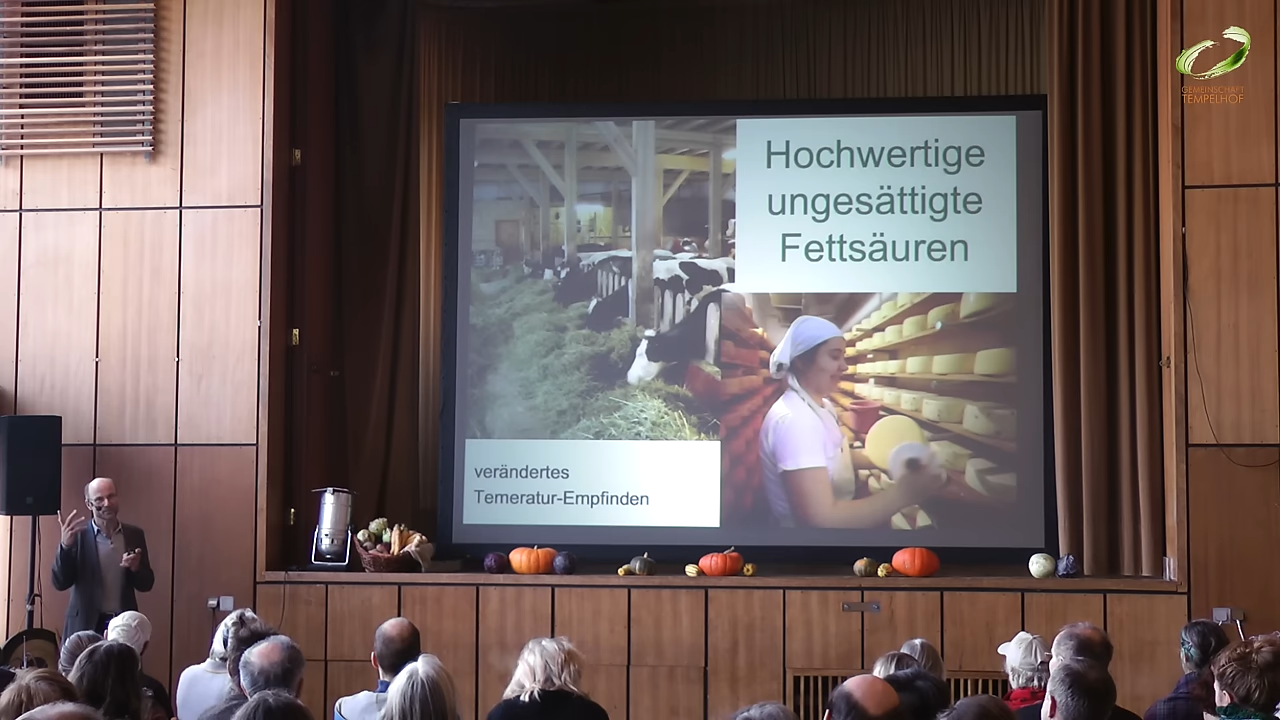 GEMEINSCHAFT
TEMPELHOF
Hochwertige
ungesättigte
Fettsäuren
verändertes
Temeratur-Empfinden